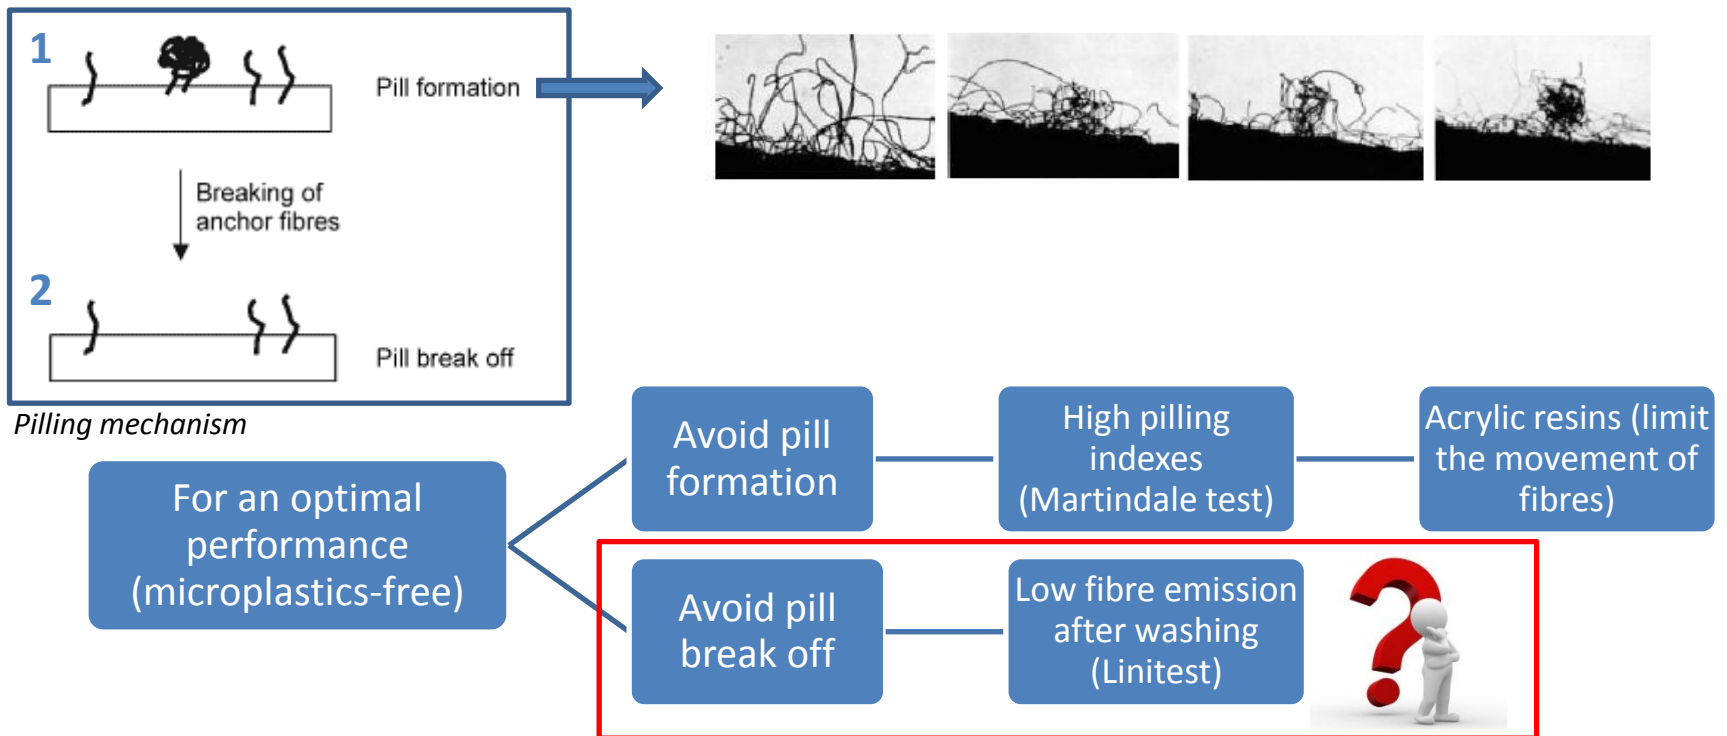 1
Pill formation
Breaking of
anchor fibres
2
Pill break off
Pilling mechanism
For an optimal
performance
(microplastics-free)
Avoid pill
formation
High pilling
indexes
(Martindale test)
Acrylic resins (limit
the movement of
fibres)
Avoid pill
break off
Low fibre emission
after washing
(Linitest)